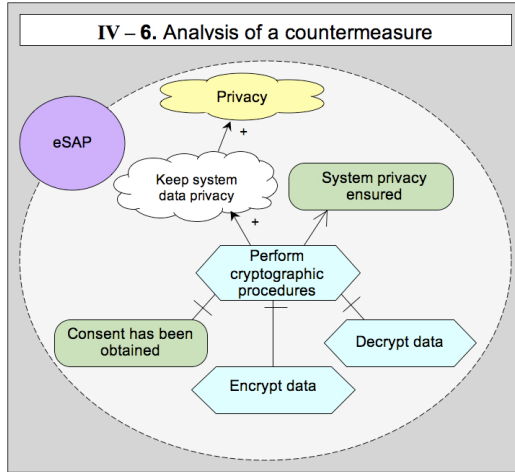 IV – 6. Analysis of a countermeasure
Privacy
eSAP
+
Keep system
data privacy
System privacy
ensured
+
Perform
cryptographic
procedures
Consent has been
obtained
Decrypt data
Encrypt data